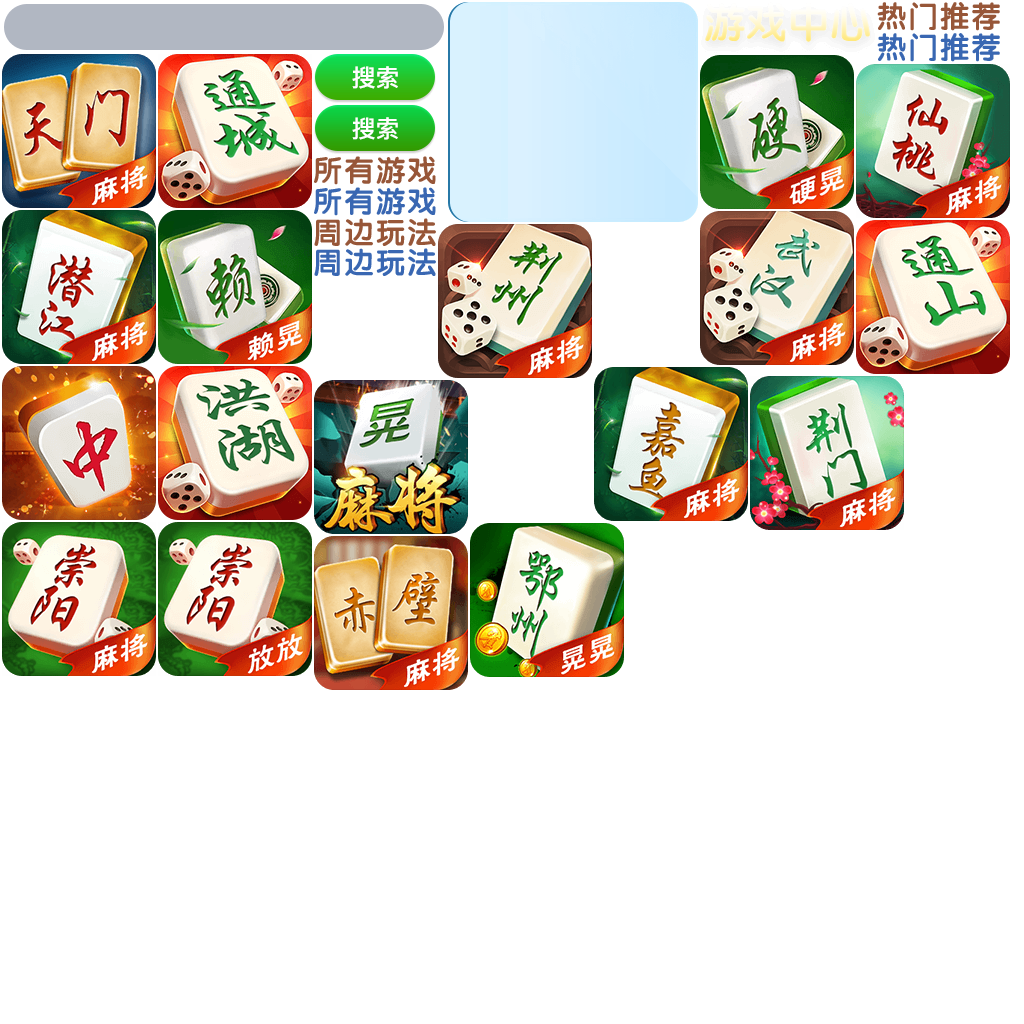 游戏中心
热门推荐
热门推荐
天门
麻将
通城
搜索
搜索
所有游戏
所有游戏
周边玩法
周边玩法
硬
硬晃
仙桃
麻将
潜江
麻将
赖
赖晃
荆州
麻将
武汉
麻将
通山
中
洪湖
晃
麻将
嘉鱼
麻将
荆门
麻将
崇阳
麻将
崇阳
放放
赤壁
麻将
鄂州
晃晃